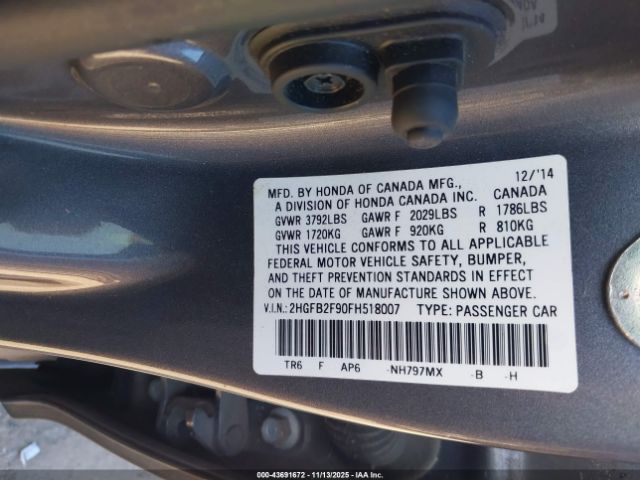 12/'14
MFD. BY HONDA OF CANADA MFG., CANADA
A DIVISION OF HONDA CANADA INC.
GVWR 3792LBS GAWR F 2029LBS R 1786LBS
GVWR 1720KG GAWR F 920KG R 810KG
THIS VEHICLE CONFORMS TO ALL APPLICABLE
FEDERAL MOTOR VEHICLE SAFETY, BUMPER,
AND THEFT PREVENTION STANDARDS IN EFFECT
ON THE DATE OF MANUFACTURE SHOWN ABOVE.
V.I.N.: 2HGFB2F90FH518007 TYPE: PASSENGER CAR
TR6 F AP6 -NH797MX -B -H
000-43691672 - 11/13/2025 - IAAI.COM